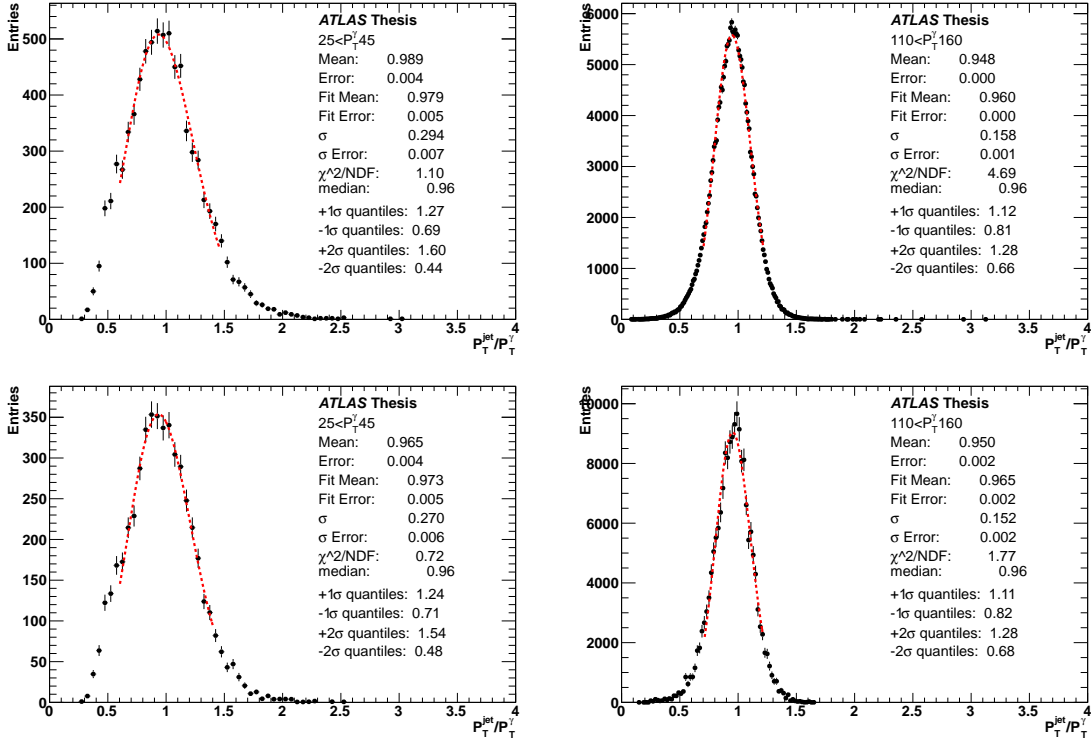 Entries
500
400
300
200
100
0
ATLAS Thesis
25<P_T^γ45
Mean: 0.989
Error: 0.004
Fit Mean: 0.979
Fit Error: 0.005
σ 0.294
σ Error: 0.007
χ^2/NDF: 1.10
median: 0.96
+1σ quantiles: 1.27
-1σ quantiles: 0.69
+2σ quantiles: 1.60
-2σ quantiles: 0.44
0 0.5 1 1.5 2 2.5 3 3.5 4
P_T^jet/P_T^γ
Entries
6000
5000
4000
3000
2000
1000
0
ATLAS Thesis
110<P_T^γ160
Mean: 0.948
Error: 0.000
Fit Mean: 0.960
Fit Error: 0.000
σ 0.158
σ Error: 0.001
χ^2/NDF: 4.69
median: 0.96
+1σ quantiles: 1.12
-1σ quantiles: 0.81
+2σ quantiles: 1.28
-2σ quantiles: 0.66
0 0.5 1 1.5 2 2.5 3 3.5 4
P_T^jet/P_T^γ
Entries
350
300
250
200
150
100
50
0
ATLAS Thesis
25<P_T^γ45
Mean: 0.965
Error: 0.004
Fit Mean: 0.973
Fit Error: 0.005
σ 0.270
σ Error: 0.006
χ^2/NDF: 0.72
median: 0.96
+1σ quantiles: 1.24
-1σ quantiles: 0.71
+2σ quantiles: 1.54
-2σ quantiles: 0.48
0 0.5 1 1.5 2 2.5 3 3.5 4
P_T^jet/P_T^γ
Entries
10000
8000
6000
4000
2000
0
ATLAS Thesis
110<P_T^γ160
Mean: 0.950
Error: 0.002
Fit Mean: 0.965
Fit Error: 0.002
σ 0.152
σ Error: 0.002
χ^2/NDF: 1.77
median: 0.96
+1σ quantiles: 1.11
-1σ quantiles: 0.82
+2σ quantiles: 1.28
-2σ quantiles: 0.68
0 0.5 1 1.5 2 2.5 3 3.5 4
P_T^jet/P_T^γ